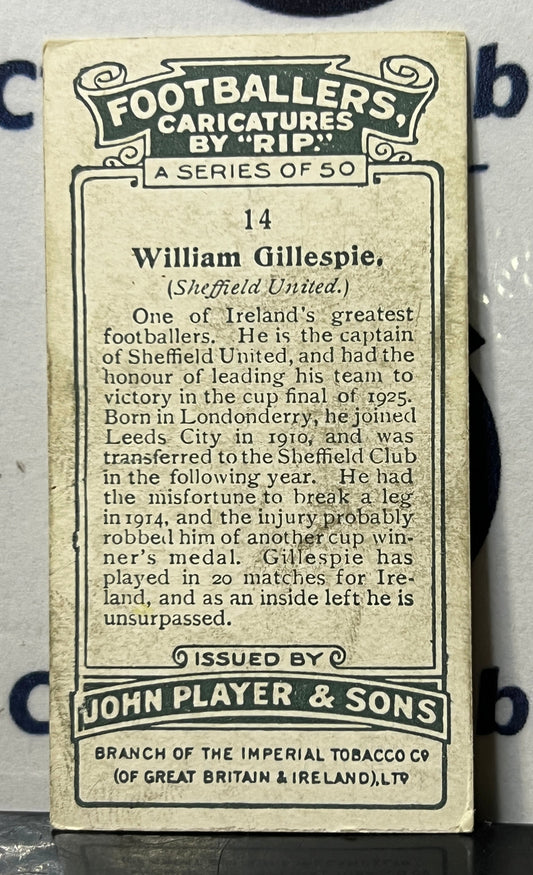 FOOTBALLERS,
CARICATURES
BY "RIP."
A SERIES OF 50
14
William Gillespie.
(Sheffield United.)
One of Ireland's greatest
footballers. He is the captain
of Sheffield United, and had the
honour of leading his team to
victory in the cup final of 1925.
Born in Londonderry, he joined
Leeds City in 1910, and was
transferred to the Sheffield Club
in the following year. He had
the misfortune to break a leg
in 1914, and the injury probably
robbed him of another cup win-
ner's medal. Gillespie has
played in 20 matches for Ire-
land, and as an inside left he is
unsurpassed.
ISSUED BY
JOHN PLAYER & SONS
BRANCH OF THE IMPERIAL TOBACCO CO
(OF GREAT BRITAIN & IRELAND), LTD